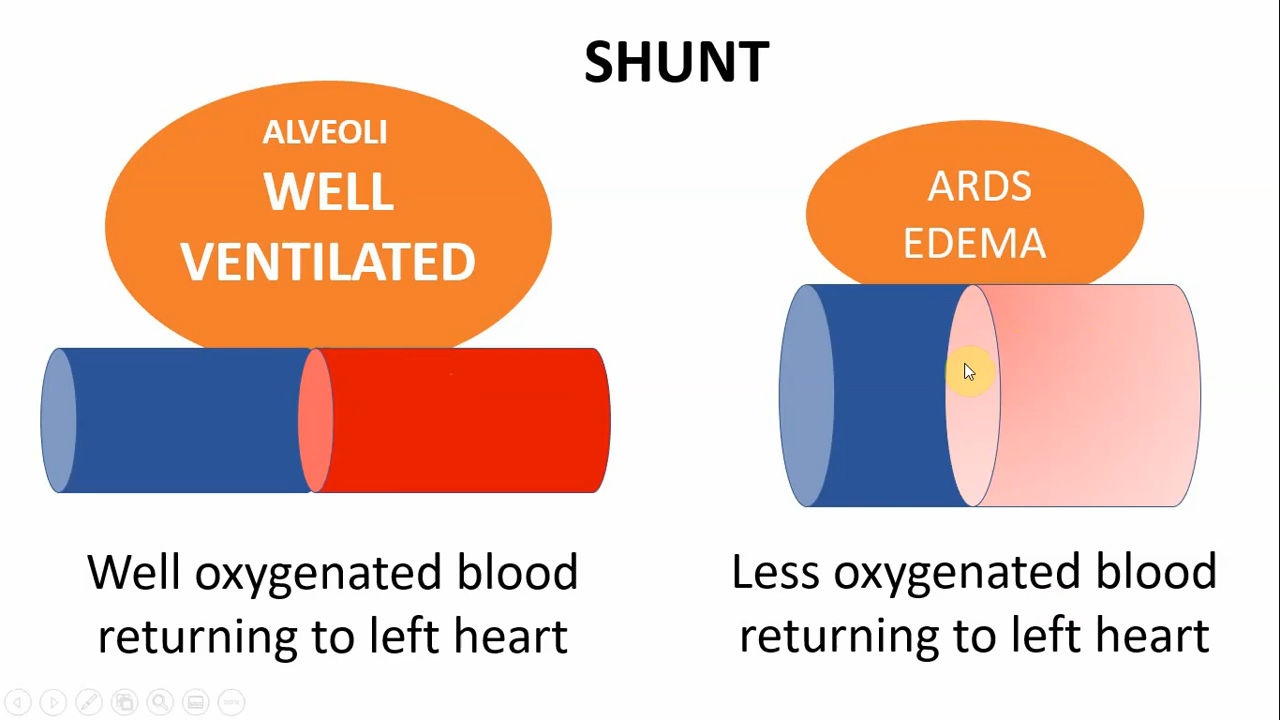 SHUNT
ALVEOLI
WELL
VENTILATED
ARDS
EDEMA
Well oxygenated blood
returning to left heart
Less oxygenated blood
returning to left heart